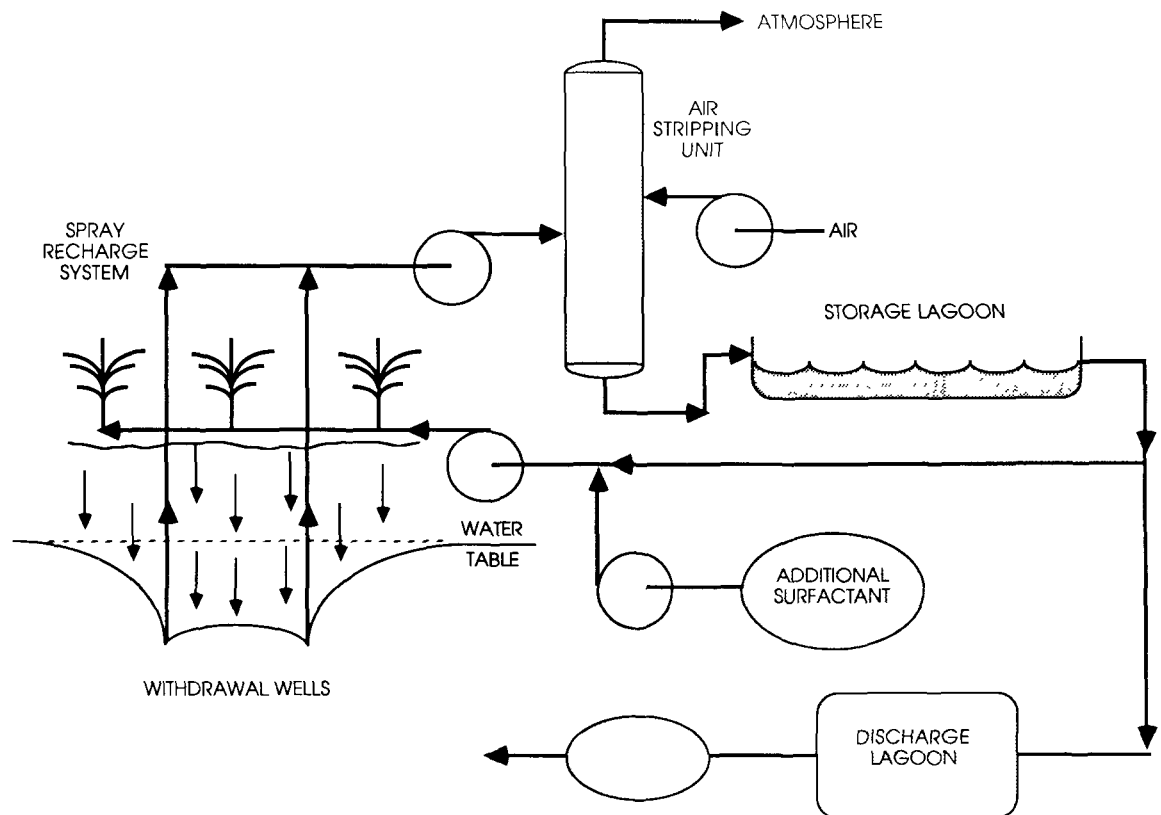 ATMOSPHERE
AIR
STRIPPING
UNIT
SPRAY
RECHARGE
SYSTEM
AIR
STORAGE LAGOON
WATER
TABLE
ADDITIONAL
SURFACTANT
WITHDRAWAL WELLS
DISCHARGE
LAGOON